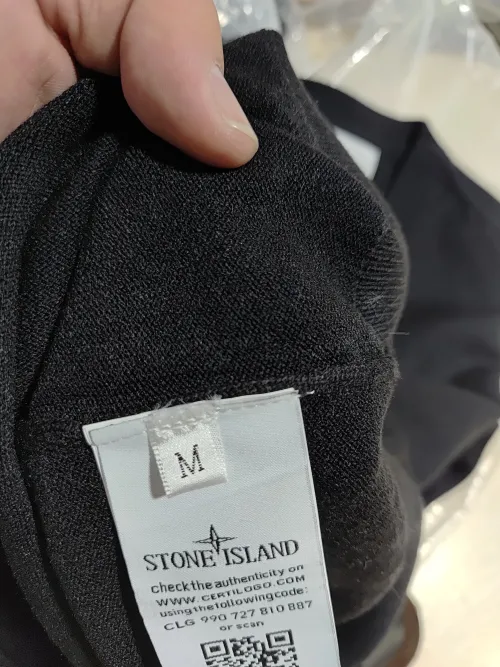 M
STONE ISLAND
check the authenticity on
WWW.CERTILOGO.COM
using the following code:
CLG 990 727 810 887
or scan